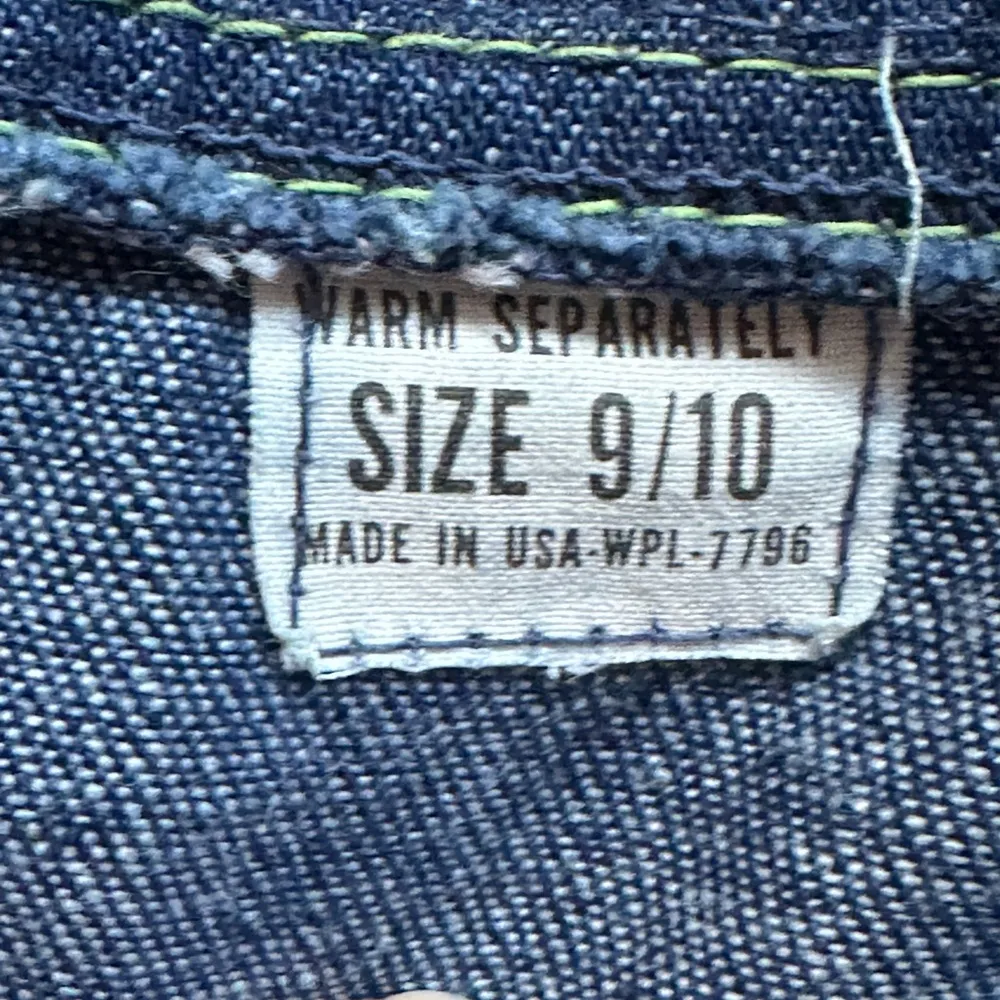 WARM SEPARATELY
SIZE 9/10
MADE IN USA-WPL-7796